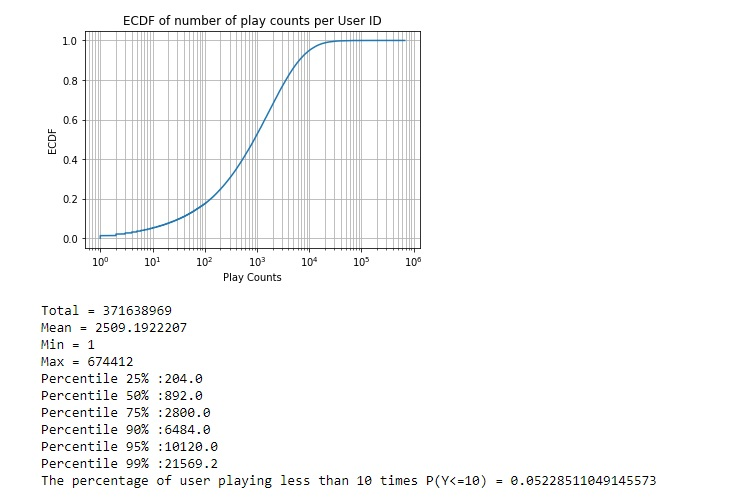 ECDF of number of play counts per User ID
1.0
0.8
0.6
0.4
0.2
0.0
ECDF
10⁰ 10¹ 10² 10³ 10⁴ 10⁵ 10⁶
Play Counts
Total = 371638969
Mean = 2509.1922207
Min = 1
Max = 674412
Percentile 25% :204.0
Percentile 50% :892.0
Percentile 75% :2800.0
Percentile 90% :6484.0
Percentile 95% :10120.0
Percentile 99% :21569.2
The percentage of user playing less than 10 times P(Y<=10) = 0.05228511049145573